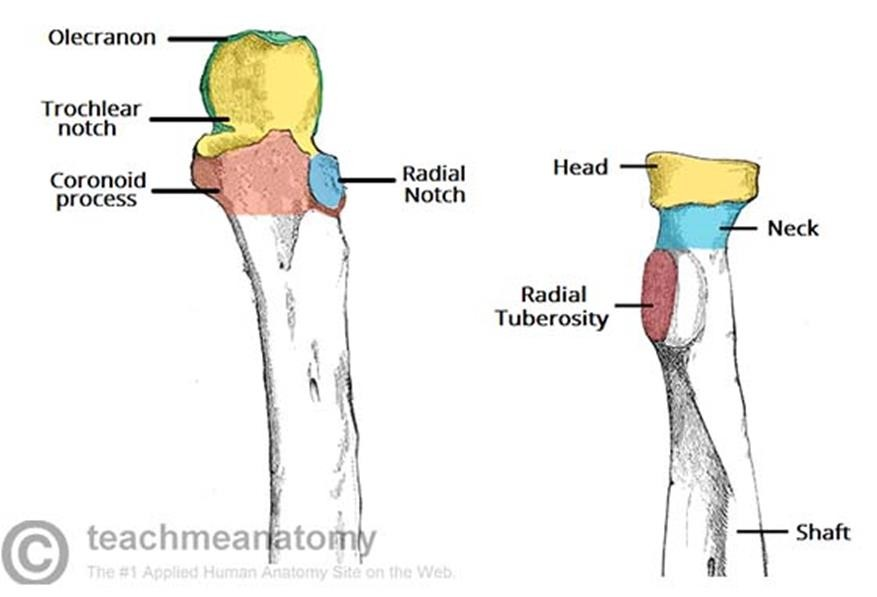 Olecranon
Trochlear
notch
Coronoid
process
Radial
Notch
Head
Neck
Radial
Tuberosity
Shaft
© teachmeanatomy
The #1 Applied Human Anatomy Site on the Web.